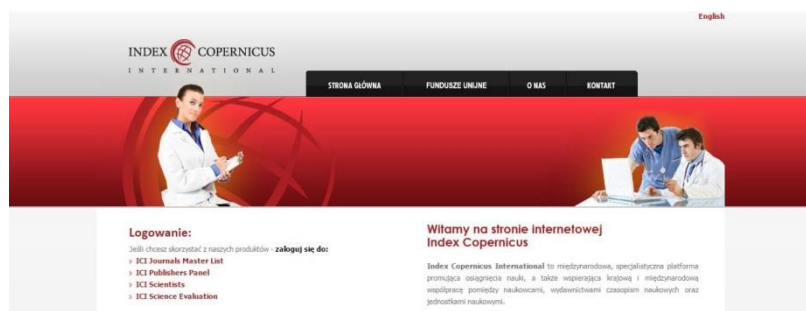 English
INDEX COPERNICUS
INTERNATIONAL
STRONA GŁÓWNA FUNDUSZE UNIJNE O NAS KONTAKT
Logowanie:
Jeśli chcesz skorzystać z naszych produktów - zaloguj się do:
» ICI Journals Master List
» ICI Publishers Panel
» ICI Scientists
» ICI Science Evaluation
Witamy na stronie internetowej
Index Copernicus
Index Copernicus International to międzynarodowa, specjalistyczna platforma
promująca osiągnięcia nauki, a także wspierająca krajową i międzynarodową
współpracę pomiędzy naukowcami, wydawnictwami czasopism naukowych oraz
jednostkami naukowymi.